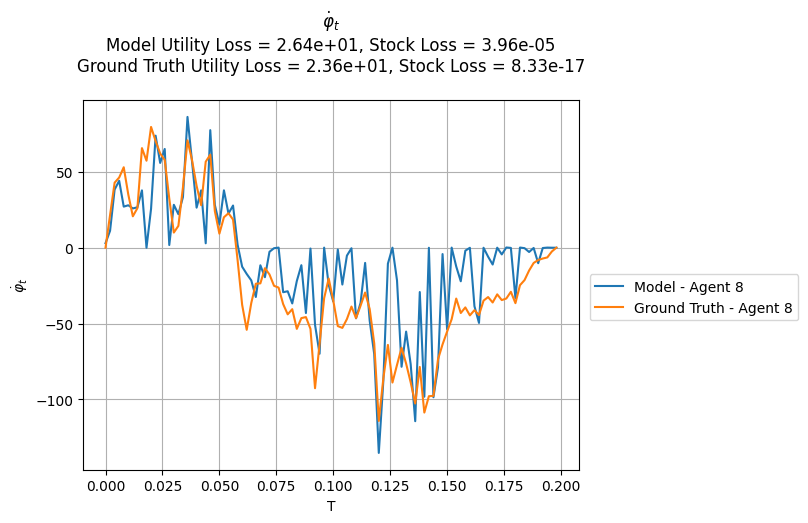 φ̇ₜ
Model Utility Loss = 2.64e+01, Stock Loss = 3.96e-05
Ground Truth Utility Loss = 2.36e+01, Stock Loss = 8.33e-17
φ̇ₜ
50
0
−50
−100
0.000 0.025 0.050 0.075 0.100 0.125 0.150 0.175 0.200
T
Model - Agent 8
Ground Truth - Agent 8